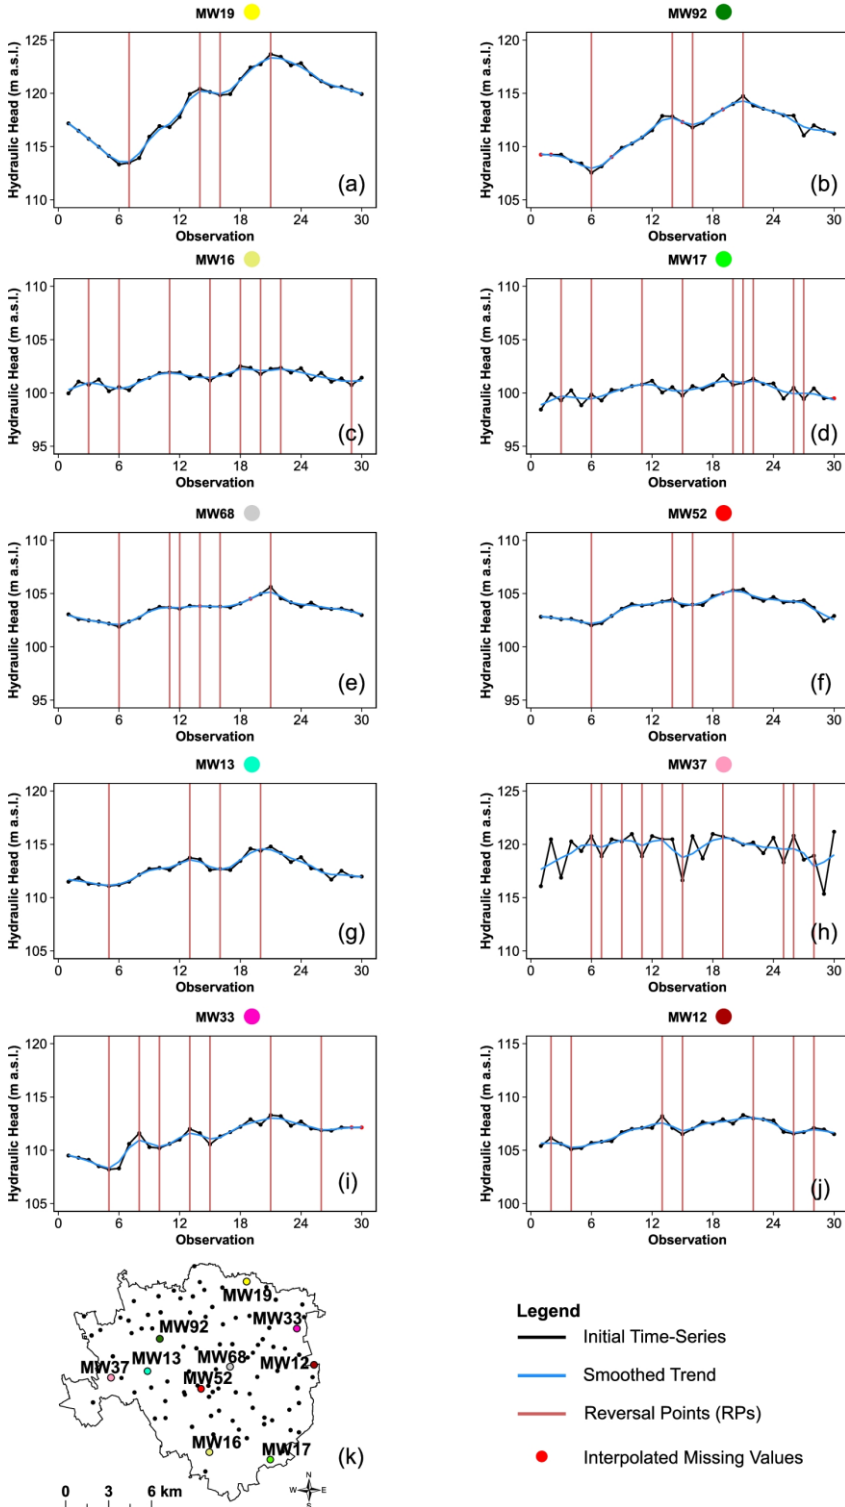 MW19
MW92
Hydraulic Head (m a.s.l.)
125
120
115
110
0 6 12 18 24 30
Observation
(a)
Hydraulic Head (m a.s.l.)
120
115
110
105
0 6 12 18 24 30
Observation
(b)
MW16
MW17
Hydraulic Head (m a.s.l.)
110
105
100
95
0 6 12 18 24 30
Observation
(c)
Hydraulic Head (m a.s.l.)
110
105
100
95
0 6 12 18 24 30
Observation
(d)
MW68
MW52
Hydraulic Head (m a.s.l.)
110
105
100
95
0 6 12 18 24 30
Observation
(e)
Hydraulic Head (m a.s.l.)
110
105
100
95
0 6 12 18 24 30
Observation
(f)
MW13
MW37
Hydraulic Head (m a.s.l.)
120
115
110
105
0 6 12 18 24 30
Observation
(g)
Hydraulic Head (m a.s.l.)
125
120
115
110
0 6 12 18 24 30
Observation
(h)
MW33
MW12
Hydraulic Head (m a.s.l.)
120
115
110
105
0 6 12 18 24 30
Observation
(i)
Hydraulic Head (m a.s.l.)
115
110
105
100
0 6 12 18 24 30
Observation
(j)
MW19
MW33
MW92
MW68
MW12
MW13
MW37
MW52
MW16
MW17
(k)
N
W E
S
0 3 6 km
Legend
Initial Time-Series
Smoothed Trend
Reversal Points (RPs)
Interpolated Missing Values